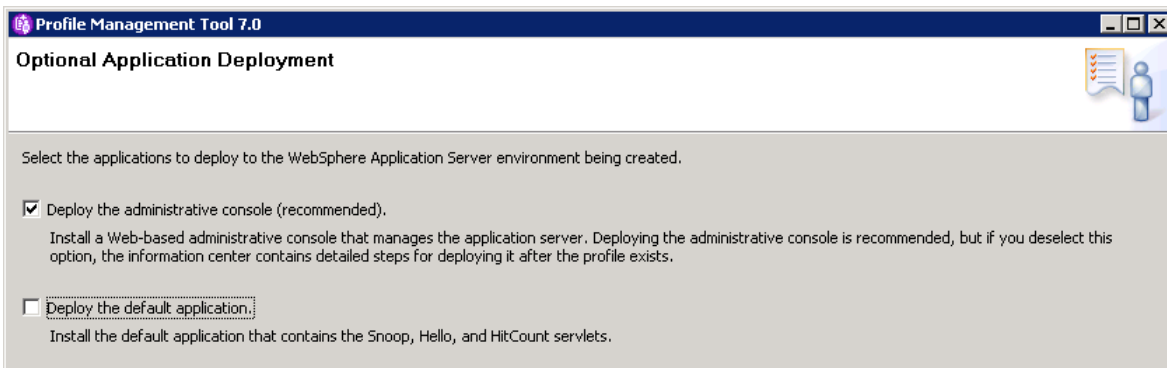 Profile Management Tool 7.0
Optional Application Deployment
Select the applications to deploy to the WebSphere Application Server environment being created.
Deploy the administrative console (recommended).
Install a Web-based administrative console that manages the application server. Deploying the administrative console is recommended, but if you deselect this
option, the information center contains detailed steps for deploying it after the profile exists.
Deploy the default application.
Install the default application that contains the Snoop, Hello, and HitCount servlets.